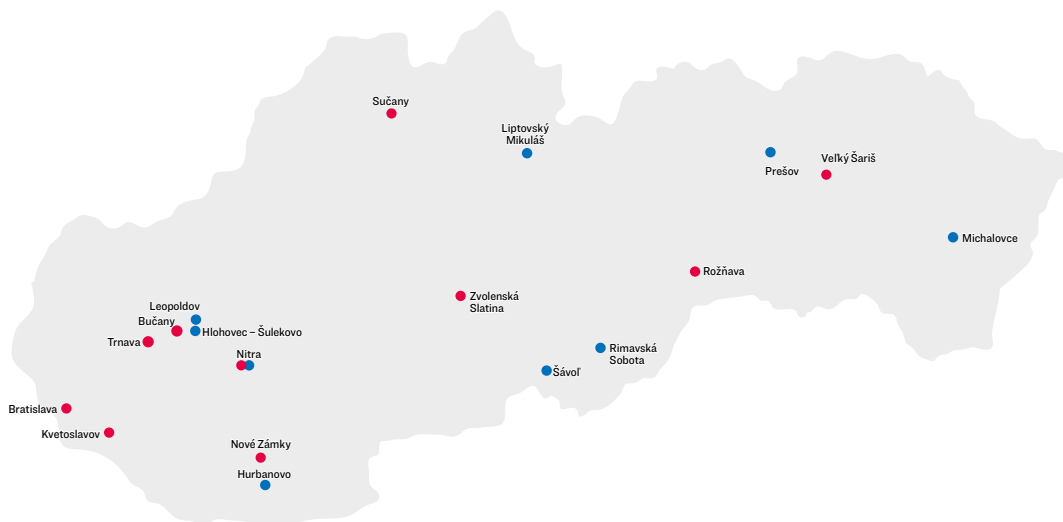 Sučany
Liptovský
Mikuláš
Prešov
Veľký Šariš
Michalovce
Rožňava
Zvolenská
Slatina
Leopoldov
Bučany
Hlohovec – Šulekovo
Trnava
Nitra
Rimavská
Sobota
Šávoľ
Bratislava
Kvetoslavov
Nové Zámky
Hurbanovo